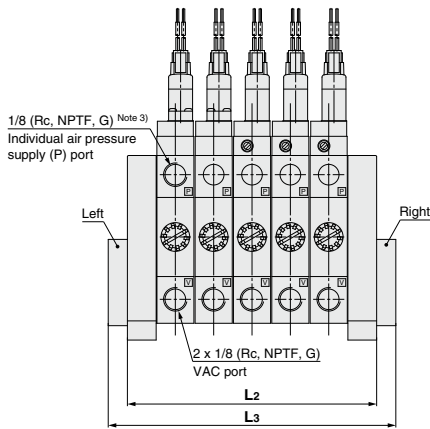 1/8 (Rc, NPTF, G) Note 3)
Individual air pressure
supply (P) port
P P P P P
Left
Right
V V V V V
2 x 1/8 (Rc, NPTF, G)
VAC port
L2
L3